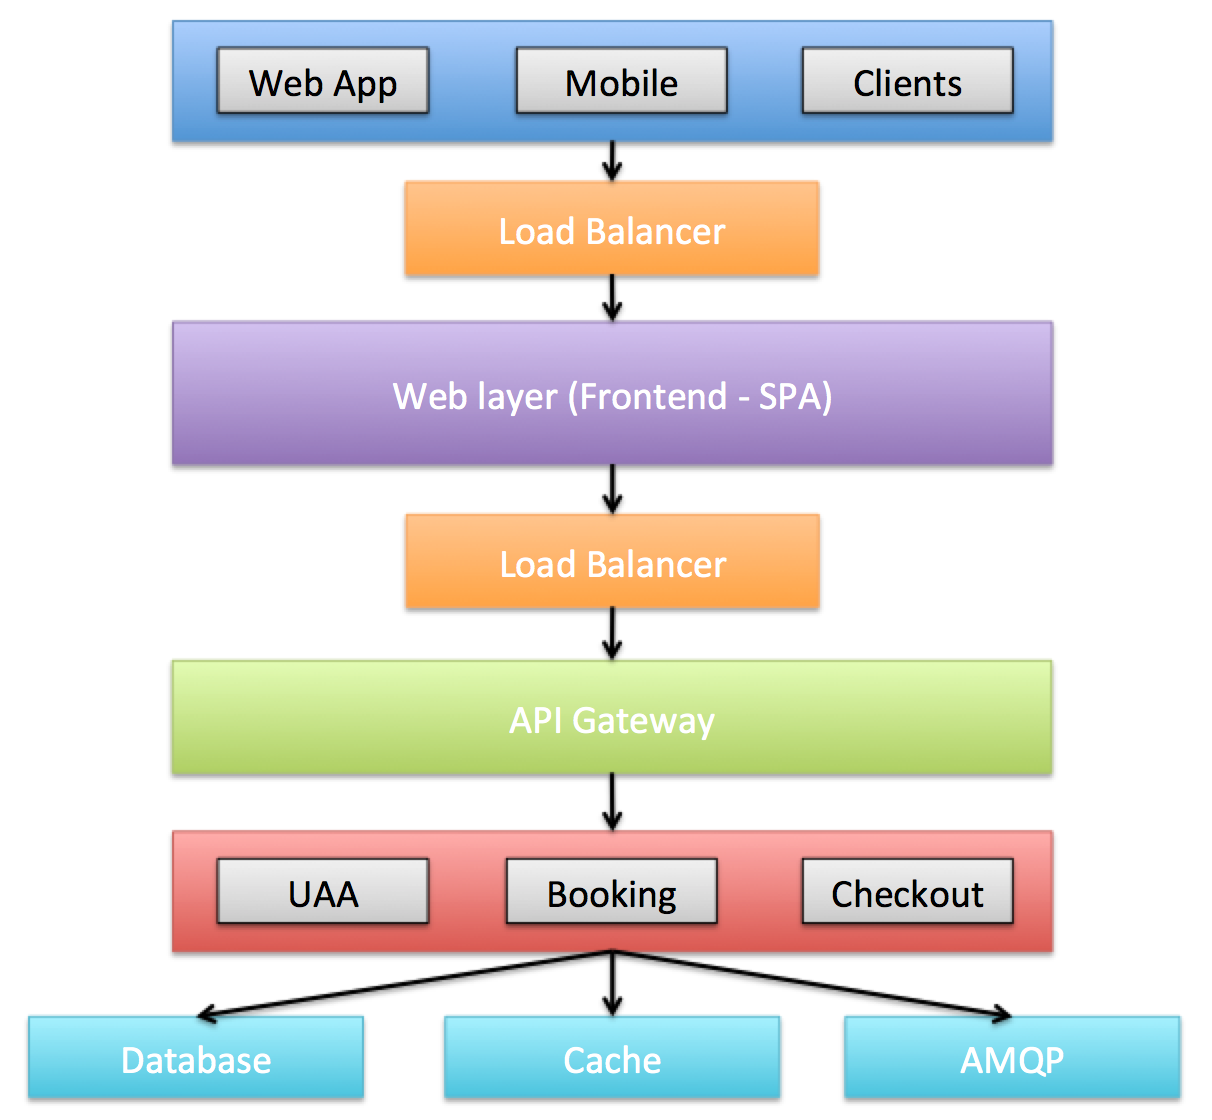 Web App
Mobile
Clients
Load Balancer
Web layer (Frontend - SPA)
Load Balancer
API Gateway
UAA
Booking
Checkout
Database
Cache
AMQP